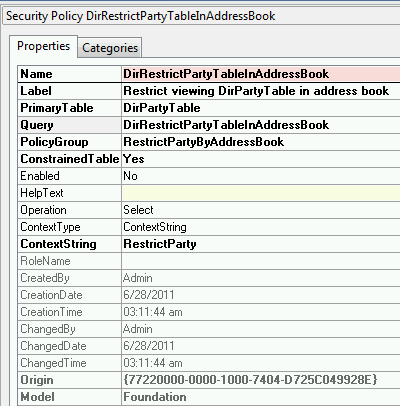 Security Policy DirRestrictPartyTableInAddressBook
Properties Categories
Name DirRestrictPartyTableInAddressBook
Label Restrict viewing DirPartyTable in address book
PrimaryTable DirPartyTable
Query DirRestrictPartyTableInAddressBook
PolicyGroup RestrictPartyByAddressBook
ConstrainedTable Yes
Enabled No
HelpText
Operation Select
ContextType ContextString
ContextString RestrictParty
RoleName
CreatedBy Admin
CreationDate 6/28/2011
CreationTime 03:11:44 am
ChangedBy Admin
ChangedDate 6/28/2011
ChangedTime 03:11:44 am
Origin {77220000-0000-1000-7404-D725C049928E}
Model Foundation